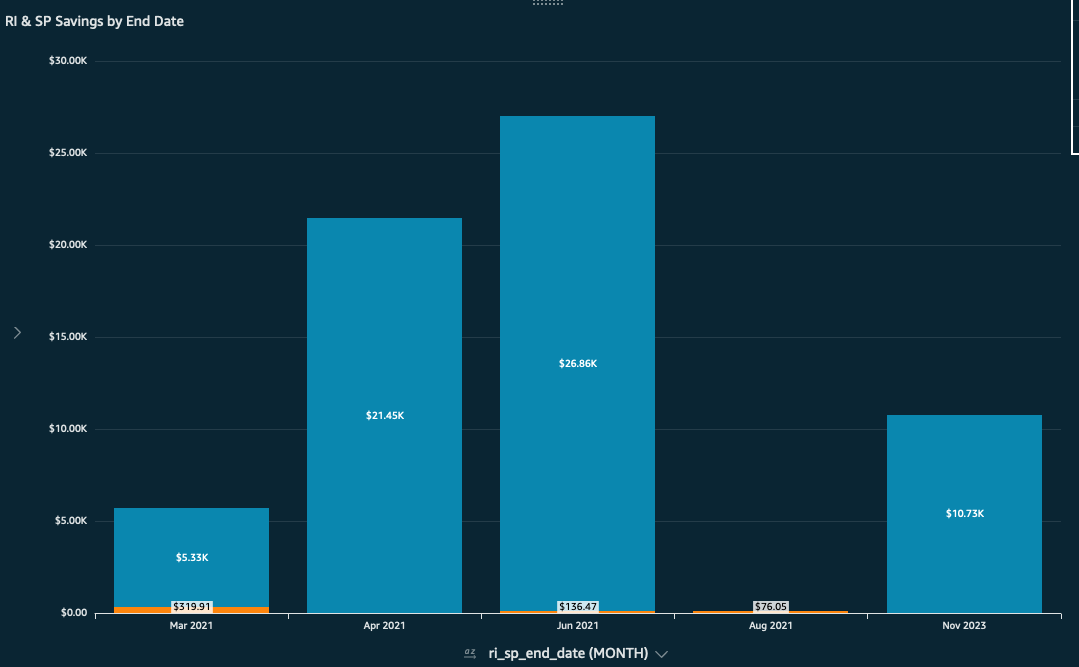 RI & SP Savings by End Date
$30.00K
$25.00K
$20.00K
$15.00K
$10.00K
$5.00K
$0.00
$26.86K
$21.45K
$10.73K
$5.33K
$319.91
$136.47
$76.05
Mar 2021
Apr 2021
Jun 2021
Aug 2021
Nov 2023
az ri_sp_end_date (MONTH)